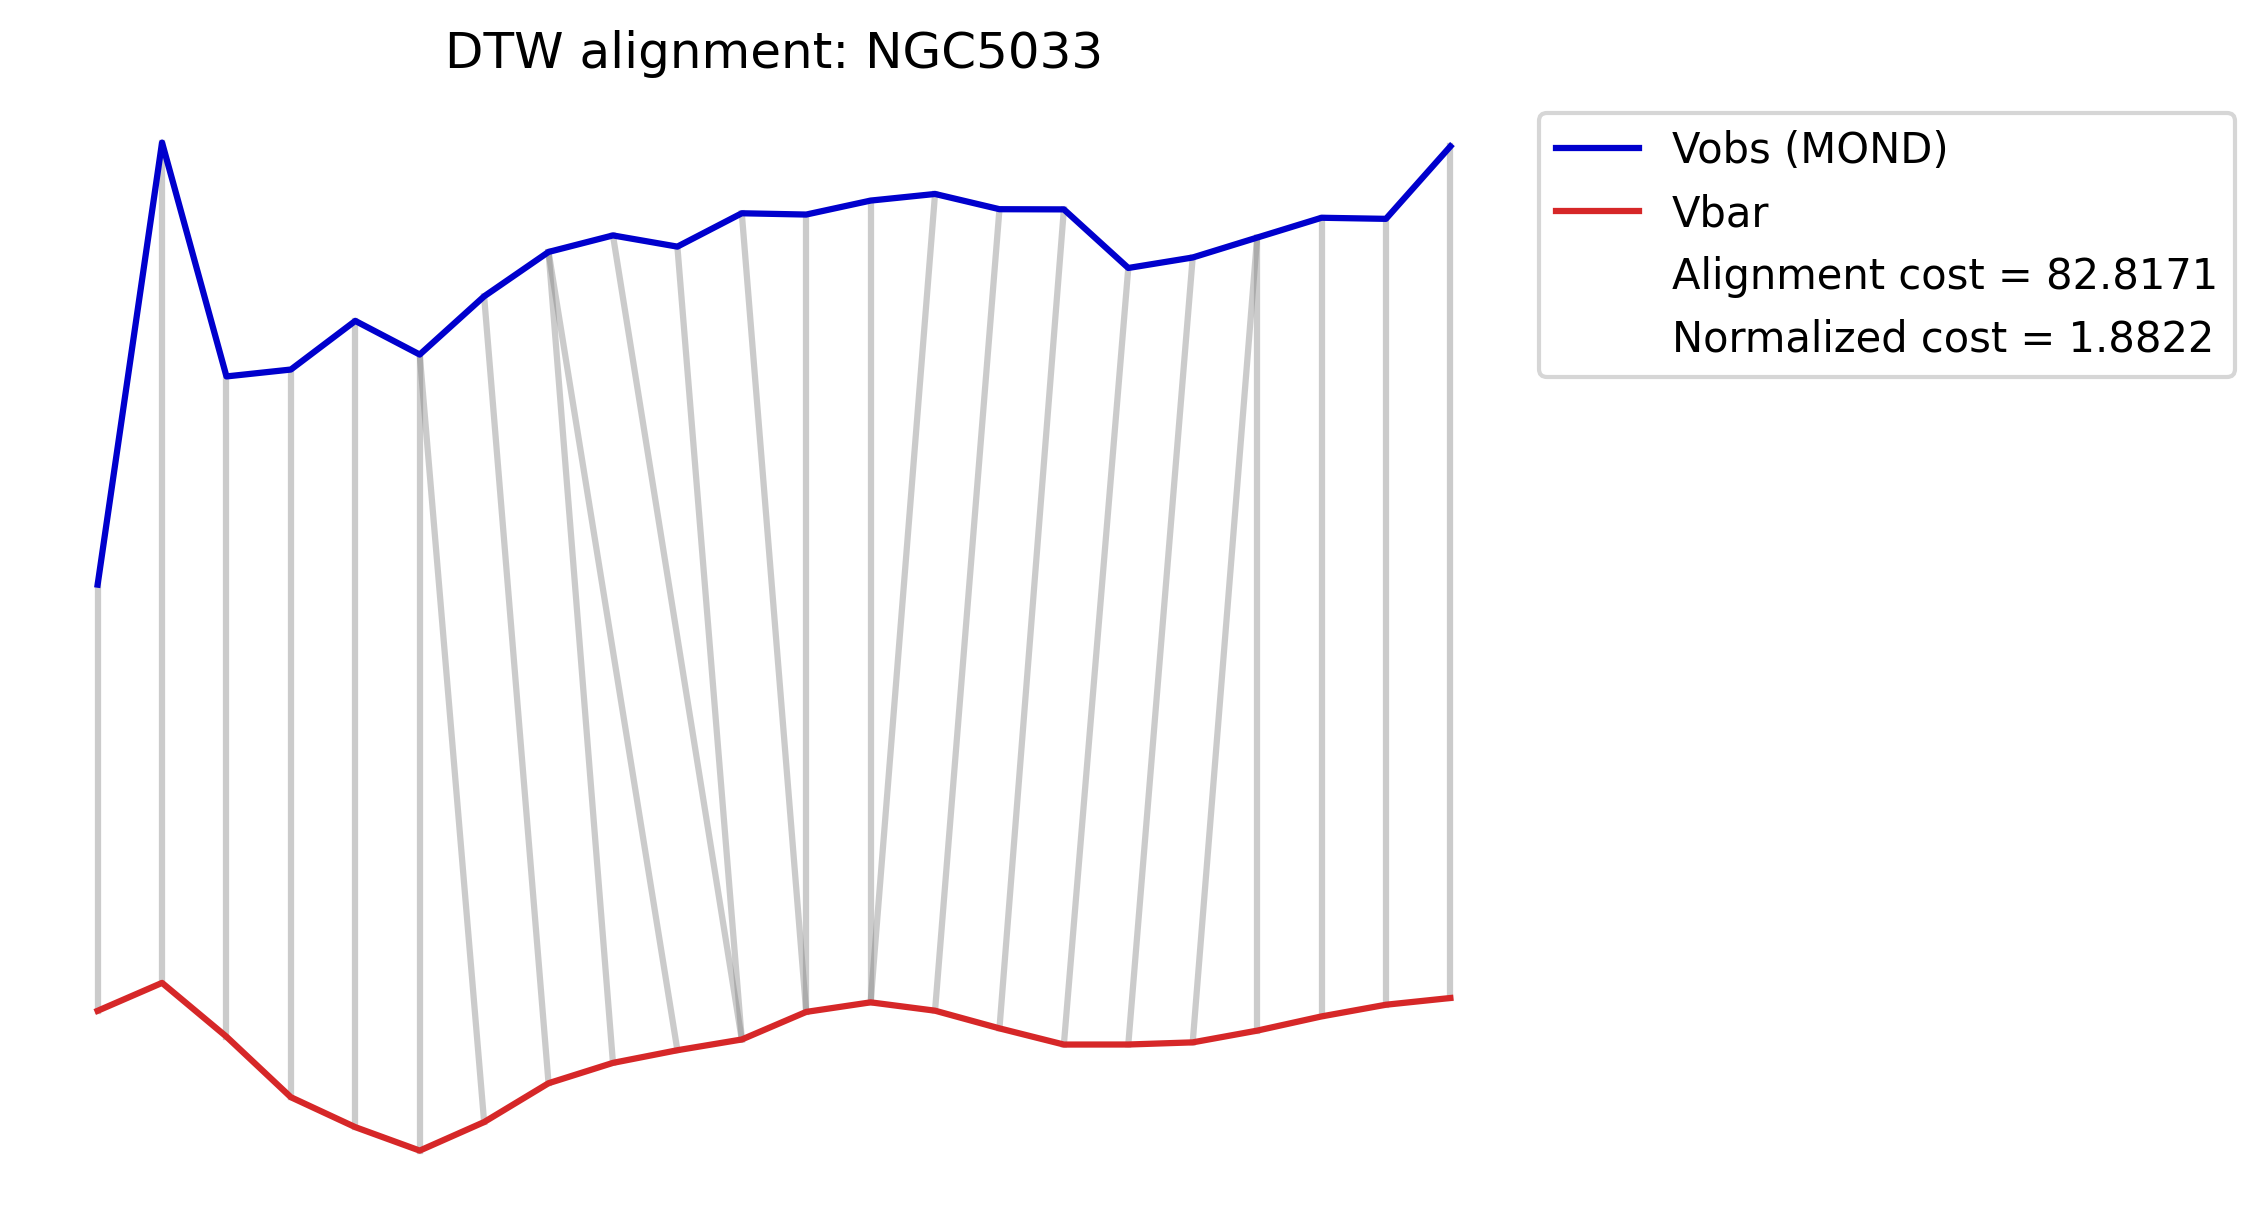 DTW alignment: NGC5033
Vobs (MOND)
Vbar
Alignment cost = 82.8171
Normalized cost = 1.8822